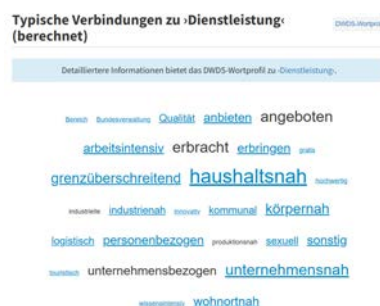 Typische Verbindungen zu ›Dienstleistung‹
(berechnet)
DWDS-Wortprofil
Detailliertere Informationen bietet das DWDS-Wortprofil zu ›Dienstleistung‹.
Bereich Bundesverwaltung Qualität anbieten angeboten
arbeitsintensiv erbracht erbringen gratis
grenzüberschreitend haushaltsnah hochwertig
industrielle industrienah innovativ kommunal körpernah
logistisch personenbezogen produktionsnah sexuell sonstig
touristisch unternehmensbezogen unternehmensnah
wissensintensiv wohnortnah